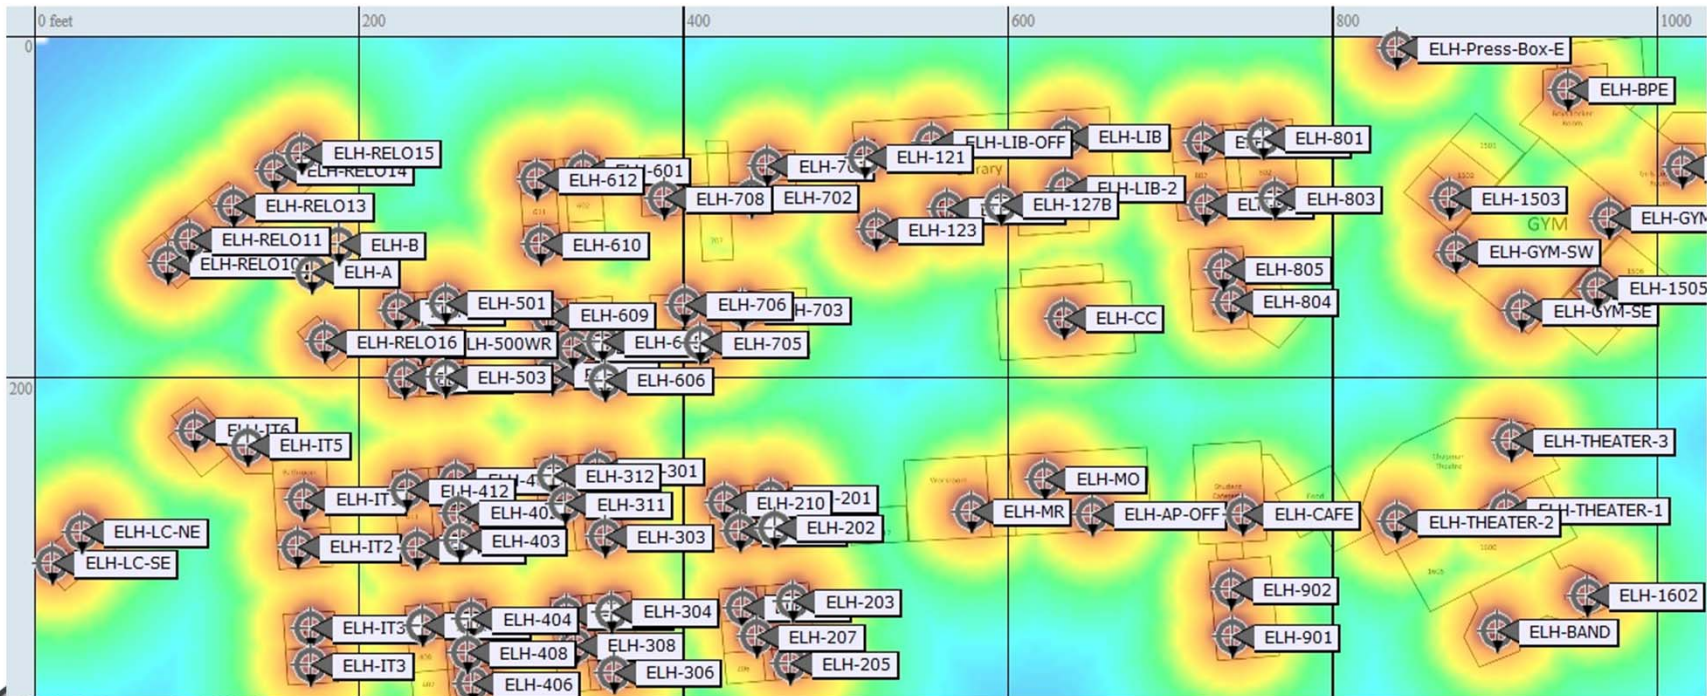 0 feet 200 400 600 800 1000
0
ELH-Press-Box-E
ELH-BPE
ELH-RELO15
ELH-RELO14
ELH-RELO13
ELH-RELO11
ELH-RELO10
ELH-B
ELH-A
ELH-612
-601
ELH-610
ELH-708
ELH-702
ELH-121
ELH-LIB-OFF
ELH-LIB
ELH-LIB-2
ELH-127B
ELH-123
ELH-801
ELH-803
ELH-805
ELH-804
ELH-CC
ELH-1503
GYM
ELH-GYM
ELH-GYM-SW
ELH-1505
ELH-GYM-SE
ELH-501
ELH-609
ELH-706
H-703
ELH-RELO16
LH-500WR
ELH-705
ELH-503
ELH-606
200
ELH-IT6
ELH-IT5
ELH-THEATER-3
ELH-312
-301
ELH-412
ELH-311
ELH-210
-201
ELH-MO
ELH-MR
ELH-AP-OFF
ELH-CAFE
ELH-THEATER-1
ELH-THEATER-2
ELH-LC-NE
ELH-LC-SE
ELH-IT2
ELH-403
ELH-303
ELH-202
ELH-902
ELH-1602
ELH-203
ELH-304
ELH-404
ELH-IT3
ELH-408
ELH-308
ELH-207
ELH-901
ELH-BAND
ELH-IT3
ELH-406
ELH-306
ELH-205